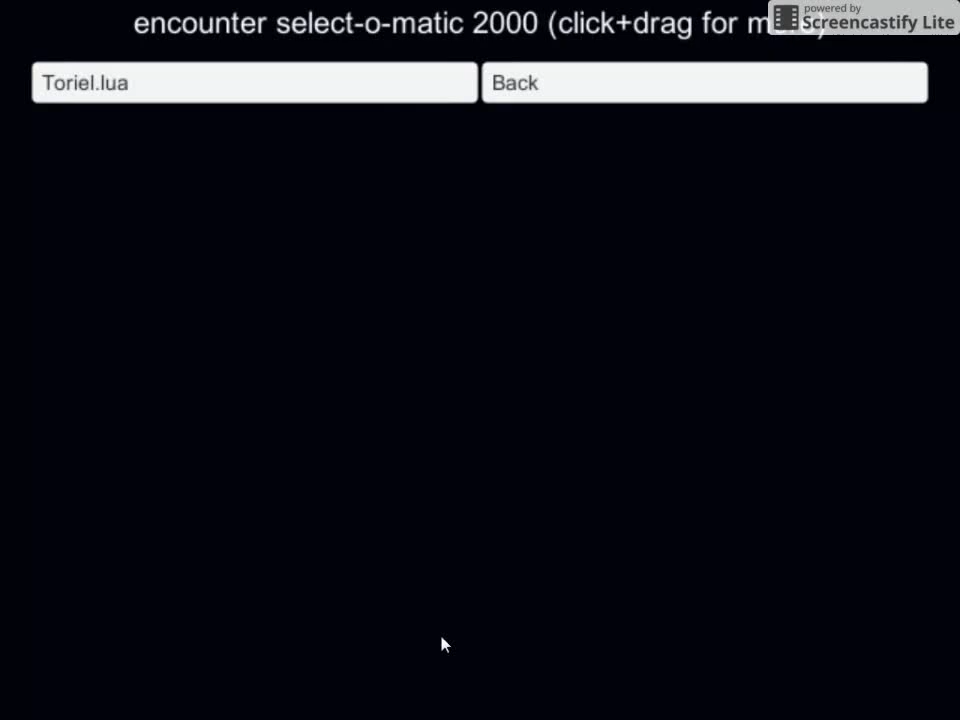 encounter select-o-matic 2000 (click+drag for
powered by
Screencastify Lite
Toriel.lua
Back